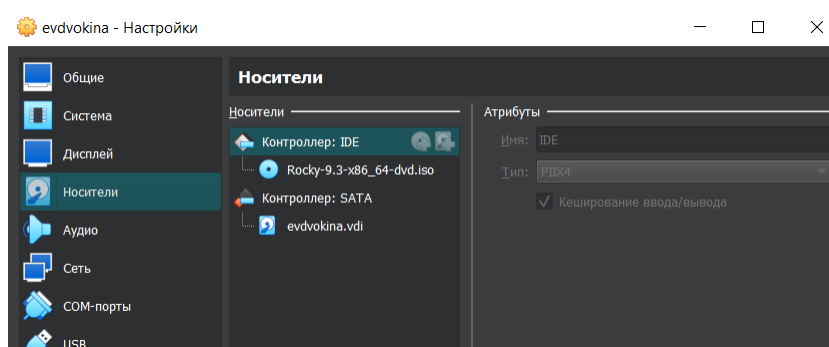 evdvokina - Настройки
Общие
Система
Дисплей
Носители
Аудио
Сеть
COM-порты
USB
Носители
Носители
Контроллер: IDE
Rocky-9.3-x86_64-dvd.iso
Контроллер: SATA
evdvokina.vdi
Атрибуты
Имя: IDE
Тип: PIIX4
Кеширование ввода/вывода